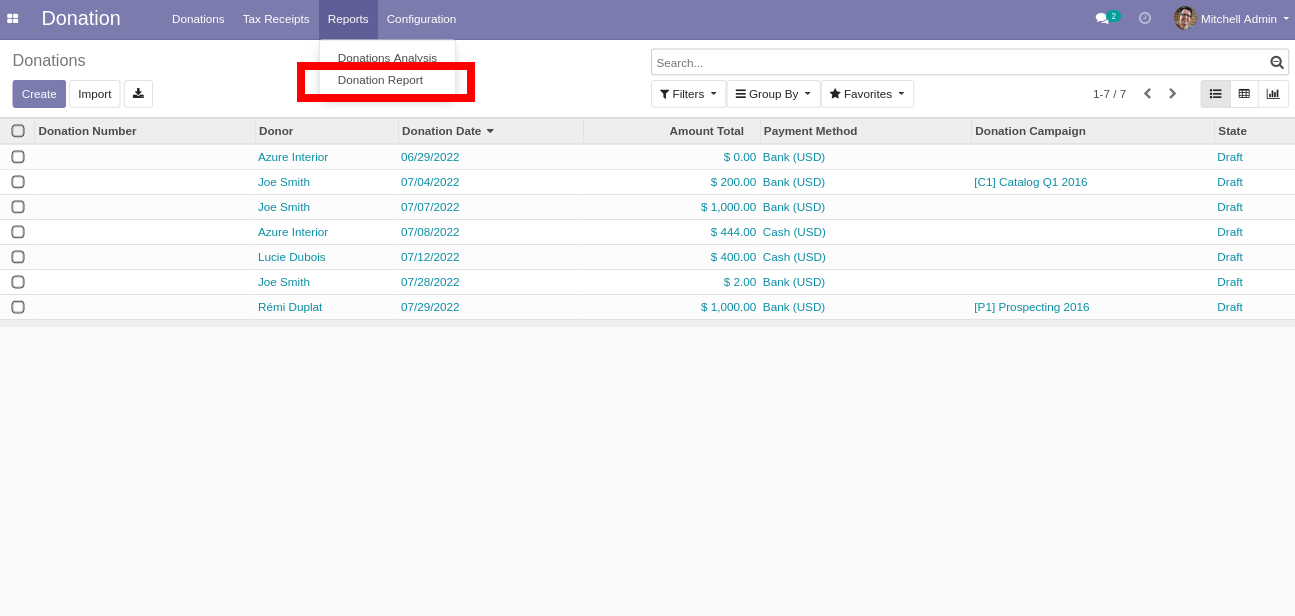 Donation Donations Tax Receipts Reports Configuration 2 Mitchell Admin
Donations
Donations Analysis
Donation Report
Search...
Create Import
Filters Group By Favorites 1-7 / 7
Donation Number Donor Donation Date Amount Total Payment Method Donation Campaign State
Azure Interior 06/29/2022 $ 0.00 Bank (USD) Draft
Joe Smith 07/04/2022 $ 200.00 Bank (USD) [C1] Catalog Q1 2016 Draft
Joe Smith 07/07/2022 $ 1,000.00 Bank (USD) Draft
Azure Interior 07/08/2022 $ 444.00 Cash (USD) Draft
Lucie Dubois 07/12/2022 $ 400.00 Cash (USD) Draft
Joe Smith 07/28/2022 $ 2.00 Bank (USD) Draft
Rémi Duplat 07/29/2022 $ 1,000.00 Bank (USD) [P1] Prospecting 2016 Draft